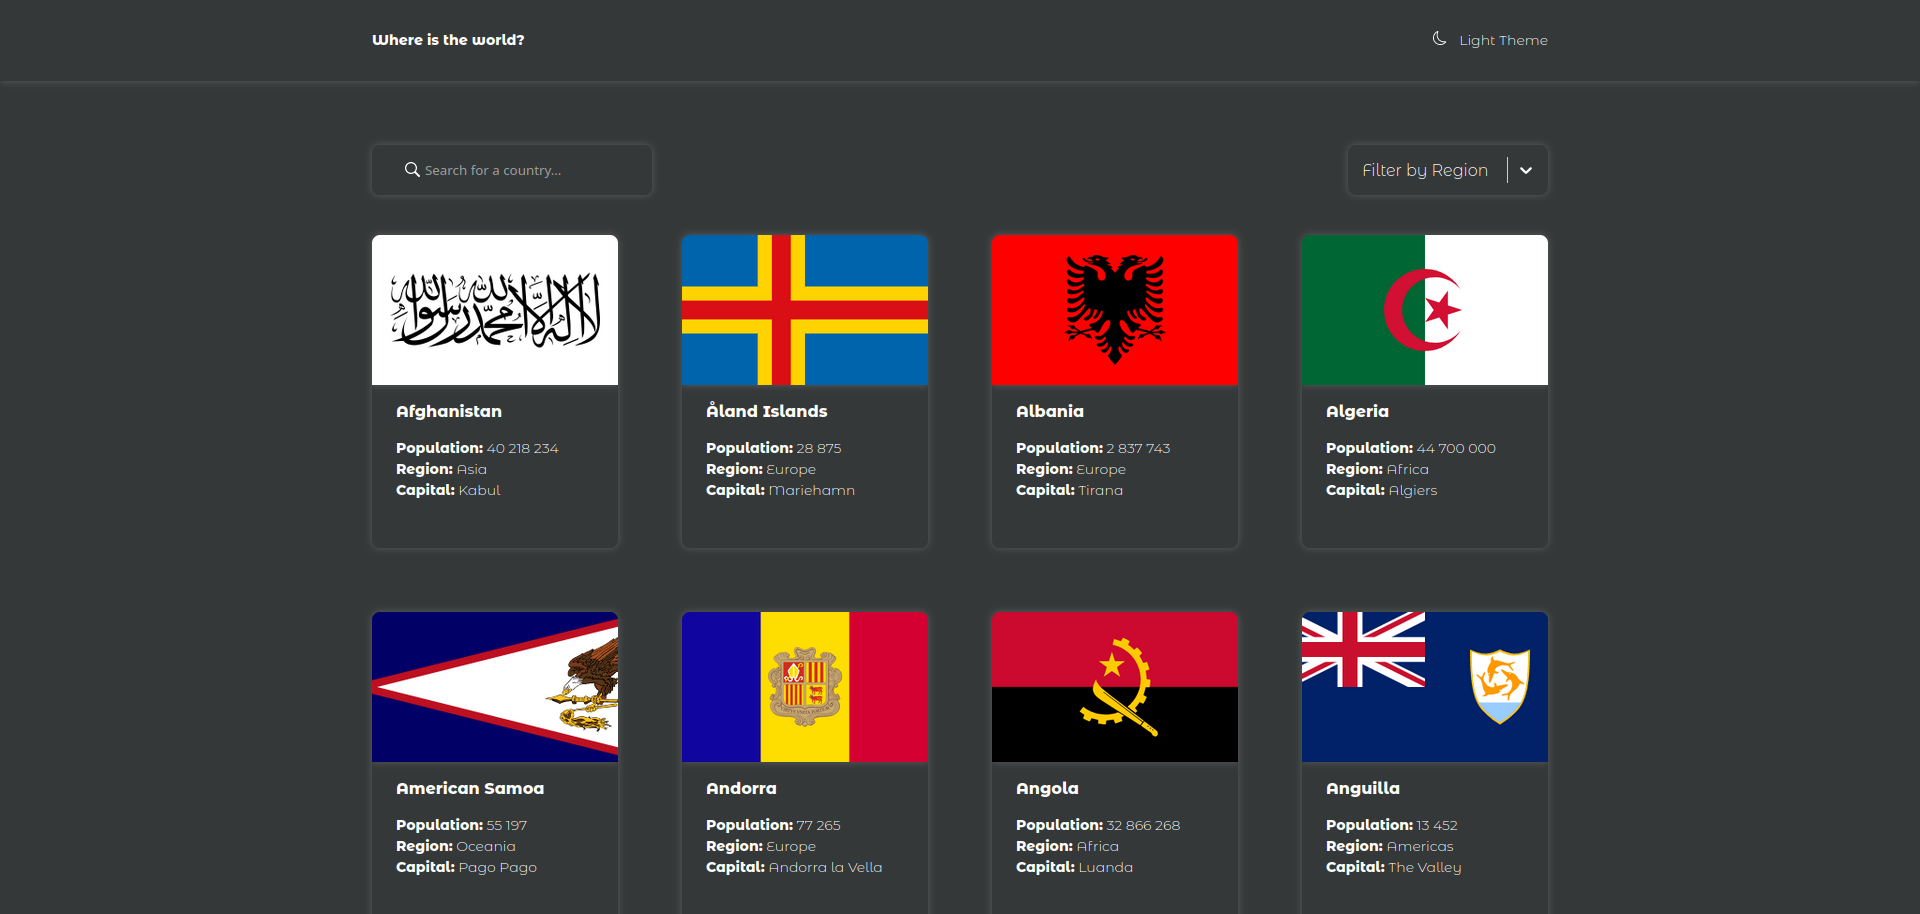 Where is the world?
Light Theme
Search for a country...
Filter by Region
لا إله إلا الله محمد رسول الله
Afghanistan
Population: 40 218 234
Region: Asia
Capital: Kabul
Åland Islands
Population: 28 875
Region: Europe
Capital: Mariehamn
Albania
Population: 2 837 743
Region: Europe
Capital: Tirana
Algeria
Population: 44 700 000
Region: Africa
Capital: Algiers
American Samoa
Population: 55 197
Region: Oceania
Capital: Pago Pago
Andorra
Population: 77 265
Region: Europe
Capital: Andorra la Vella
Angola
Population: 32 866 268
Region: Africa
Capital: Luanda
Anguilla
Population: 13 452
Region: Americas
Capital: The Valley